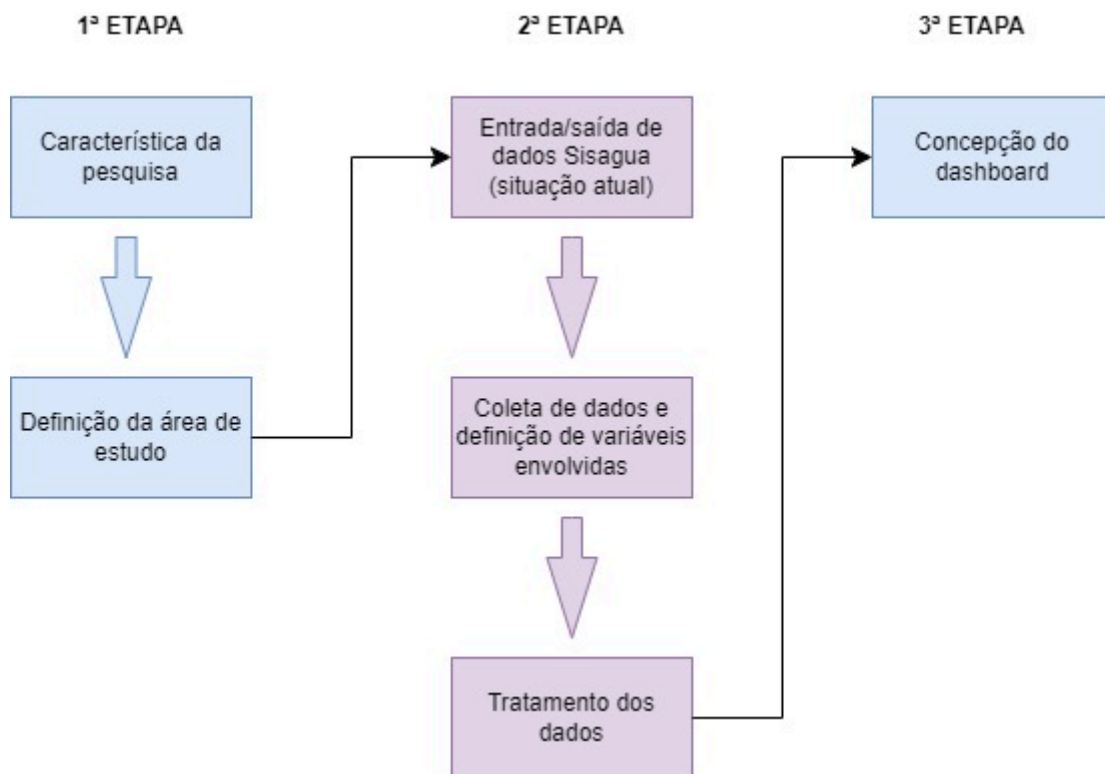 1ª ETAPA
2ª ETAPA
3ª ETAPA
Característica da
pesquisa
Definição da área de
estudo
Entrada/saída de
dados Sisagua
(situação atual)
Coleta de dados e
definição de variáveis
envolvidas
Tratamento dos
dados
Concepção do
dashboard